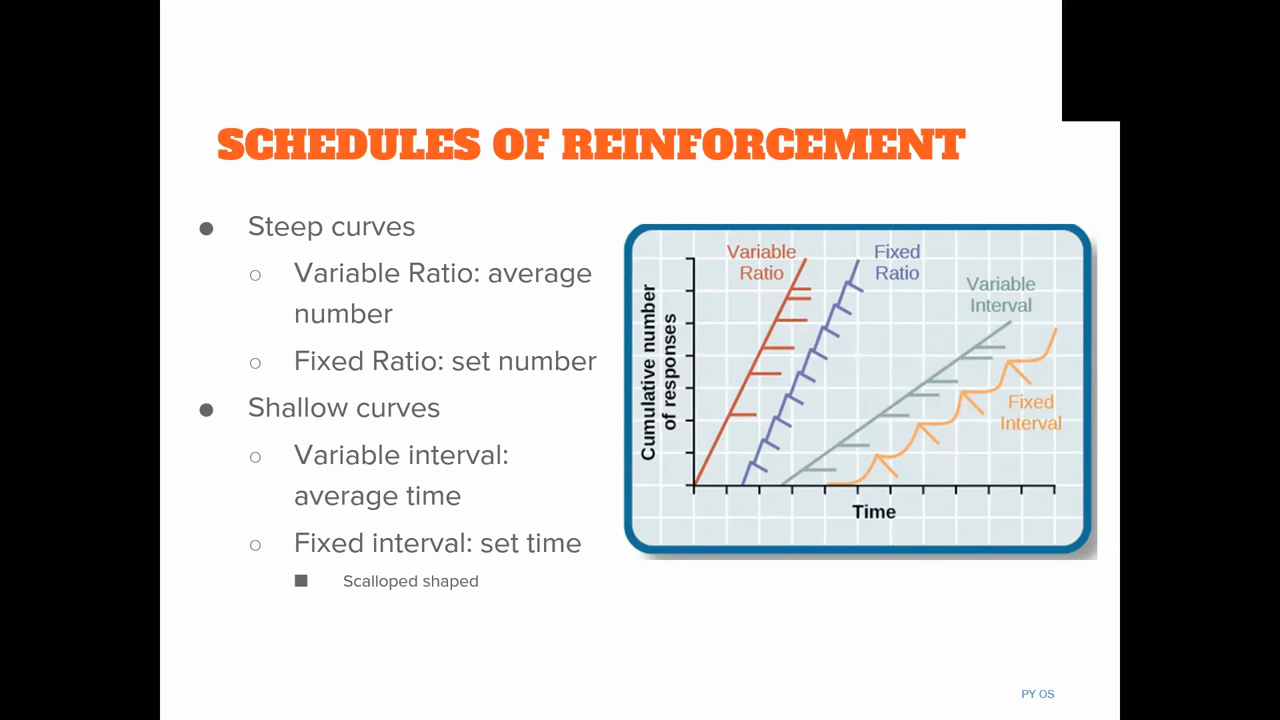 SCHEDULES OF REINFORCEMENT
● Steep curves
○ Variable Ratio: average
number
○ Fixed Ratio: set number
● Shallow curves
○ Variable interval:
average time
○ Fixed interval: set time
■ Scalloped shaped
Variable
Ratio
Fixed
Ratio
Variable
Interval
Fixed
Interval
Cumulative number
of responses
Time
PY OS